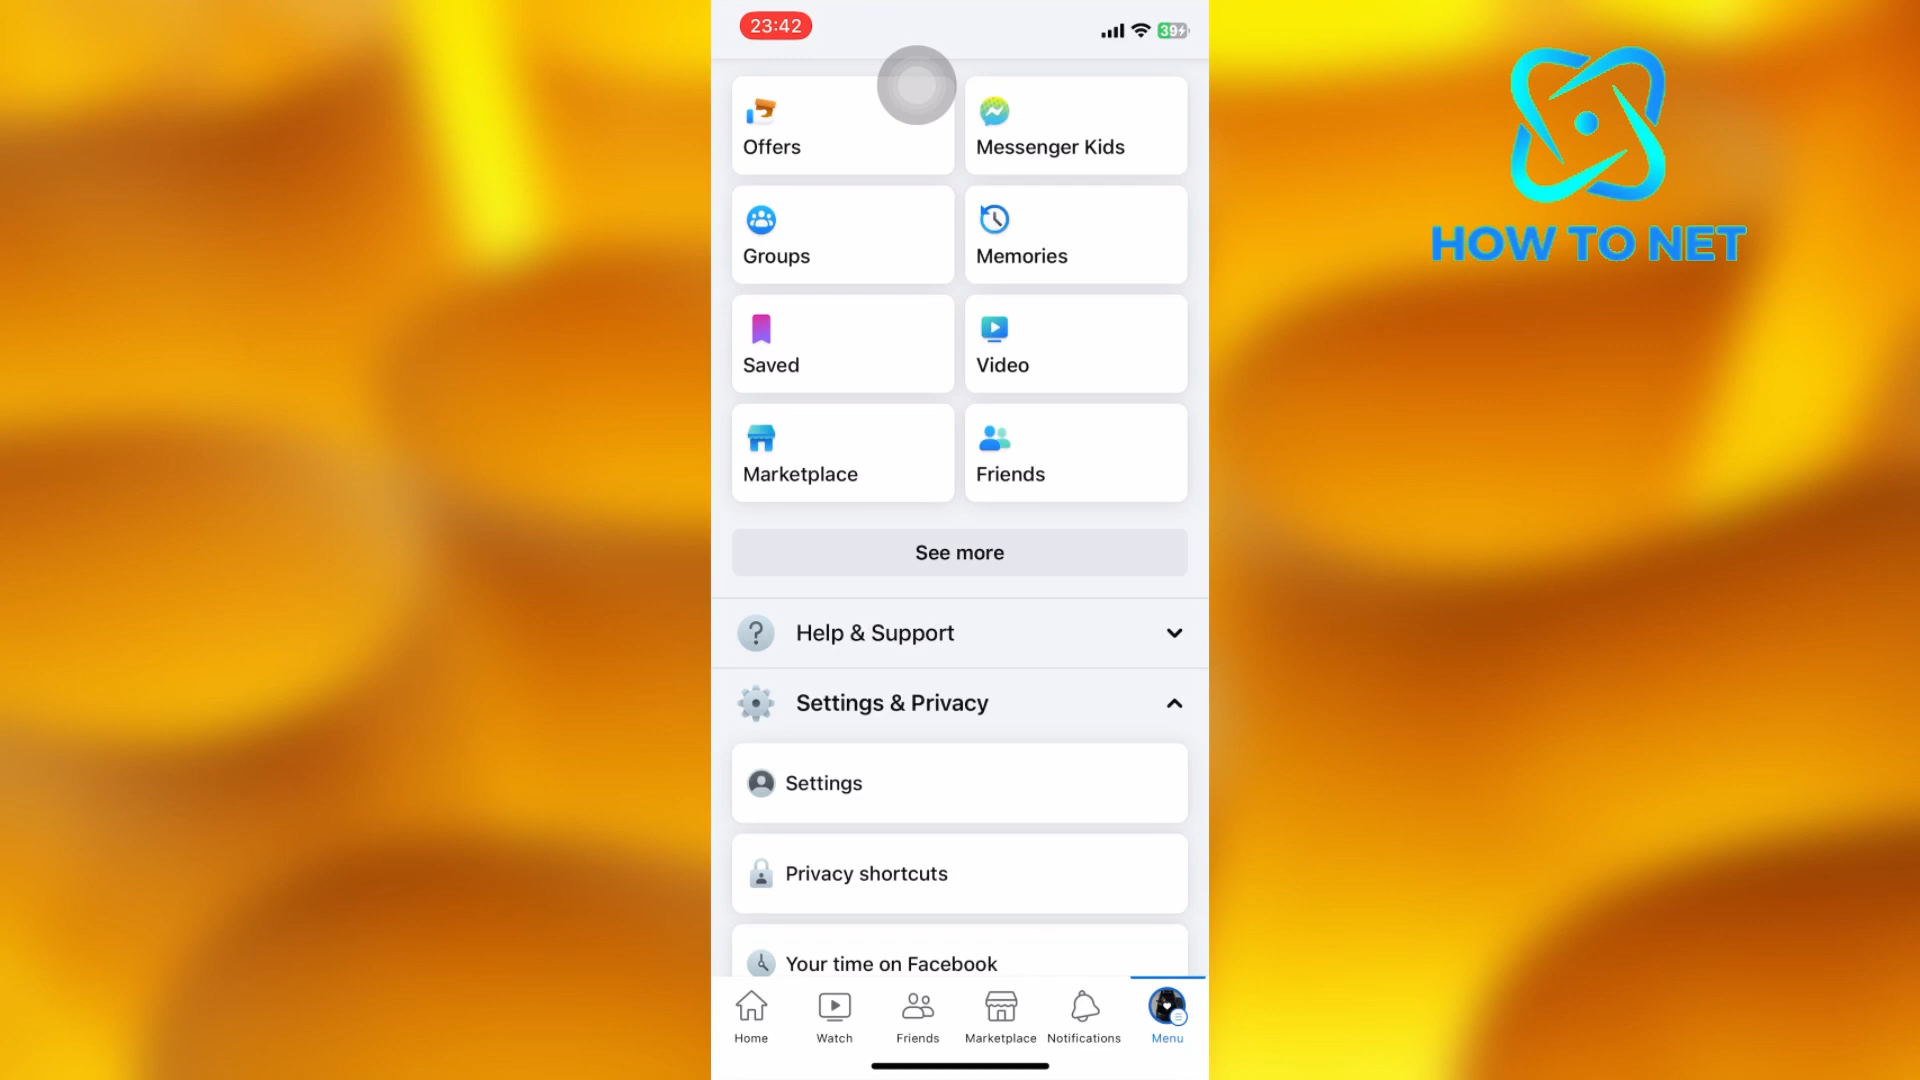 23:42
39
HOW TO NET
Offers
Messenger Kids
Groups
Memories
Saved
Video
Marketplace
Friends
See more
Help & Support
Settings & Privacy
Settings
Privacy shortcuts
Your time on Facebook
Home
Watch
Friends
Marketplace
Notifications
Menu